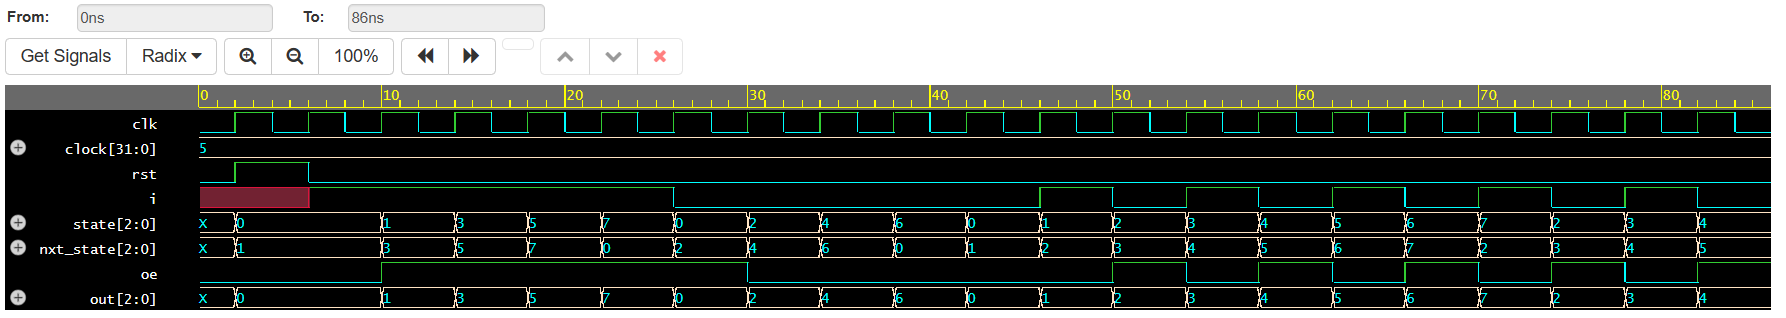 From: 0ns To: 86ns
Get Signals Radix 100%
0 10 20 30 40 50 60 70 80
clk
clock[31:0] 5
rst
i
state[2:0] X 0 1 3 5 7 0 2 4 6 0 1 2 3 4 5 6 7 2 3 4
nxt_state[2:0] X 1 3 5 7 0 2 4 6 0 1 2 3 4 5 6 7 2 3 4 5
oe
out[2:0] X 0 1 3 5 7 0 2 4 6 0 1 2 3 4 5 6 7 2 3 4